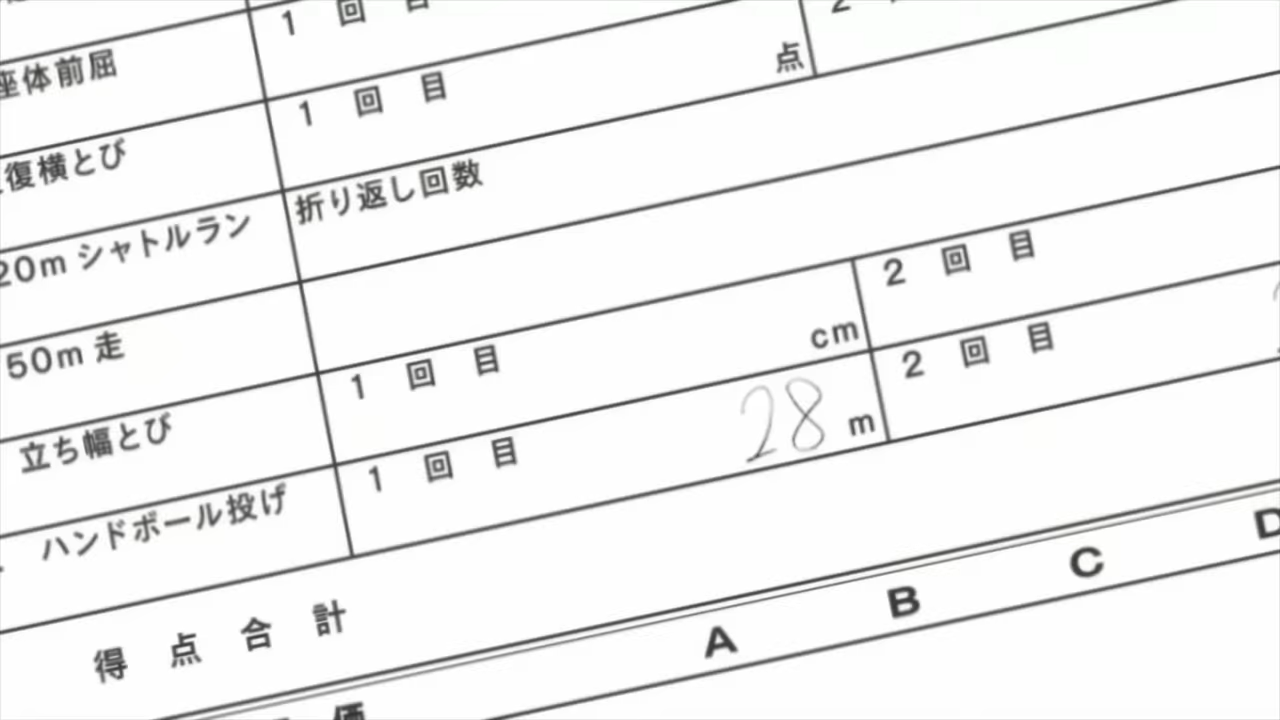 1 回 目
座体前屈
1 回 目 点 2
復横とび
折り返し回数
20m シャトルラン
50m 走
1 回 目 cm 2 回 目
立ち幅とび
1 回 目 28 m 2 回 目
ハンドボール投げ
得 点 合 計
価 A B C D